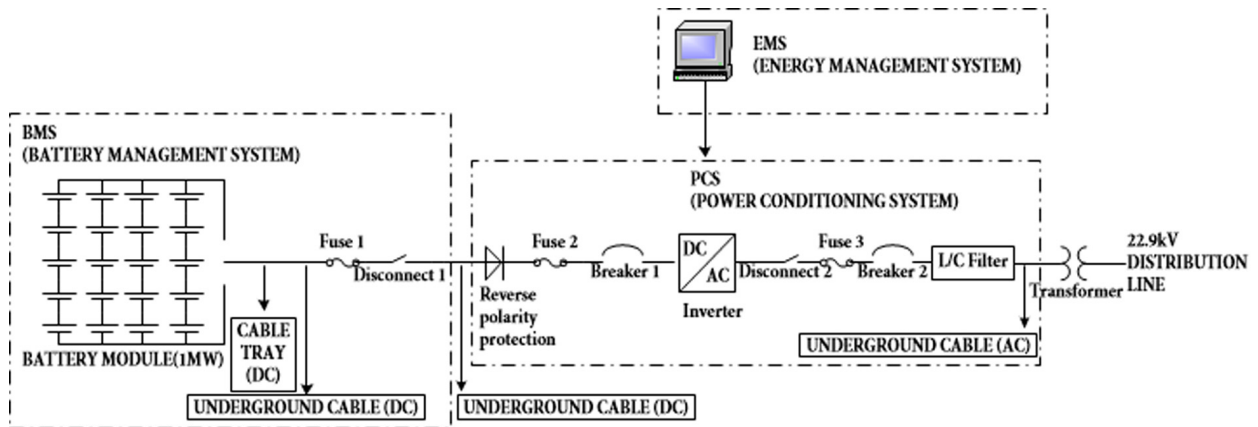 EMS
(ENERGY MANAGEMENT SYSTEM)
BMS
(BATTERY MANAGEMENT SYSTEM)
PCS
(POWER CONDITIONING SYSTEM)
Fuse 1
Disconnect 1
Reverse
polarity
protection
Fuse 2
Breaker 1
DC
AC
Inverter
Disconnect 2
Fuse 3
Breaker 2
L/C Filter
Transformer
22.9kV
DISTRIBUTION
LINE
BATTERY MODULE(1MW)
CABLE
TRAY
(DC)
UNDERGROUND CABLE (DC)
UNDERGROUND CABLE (DC)
UNDERGROUND CABLE (AC)